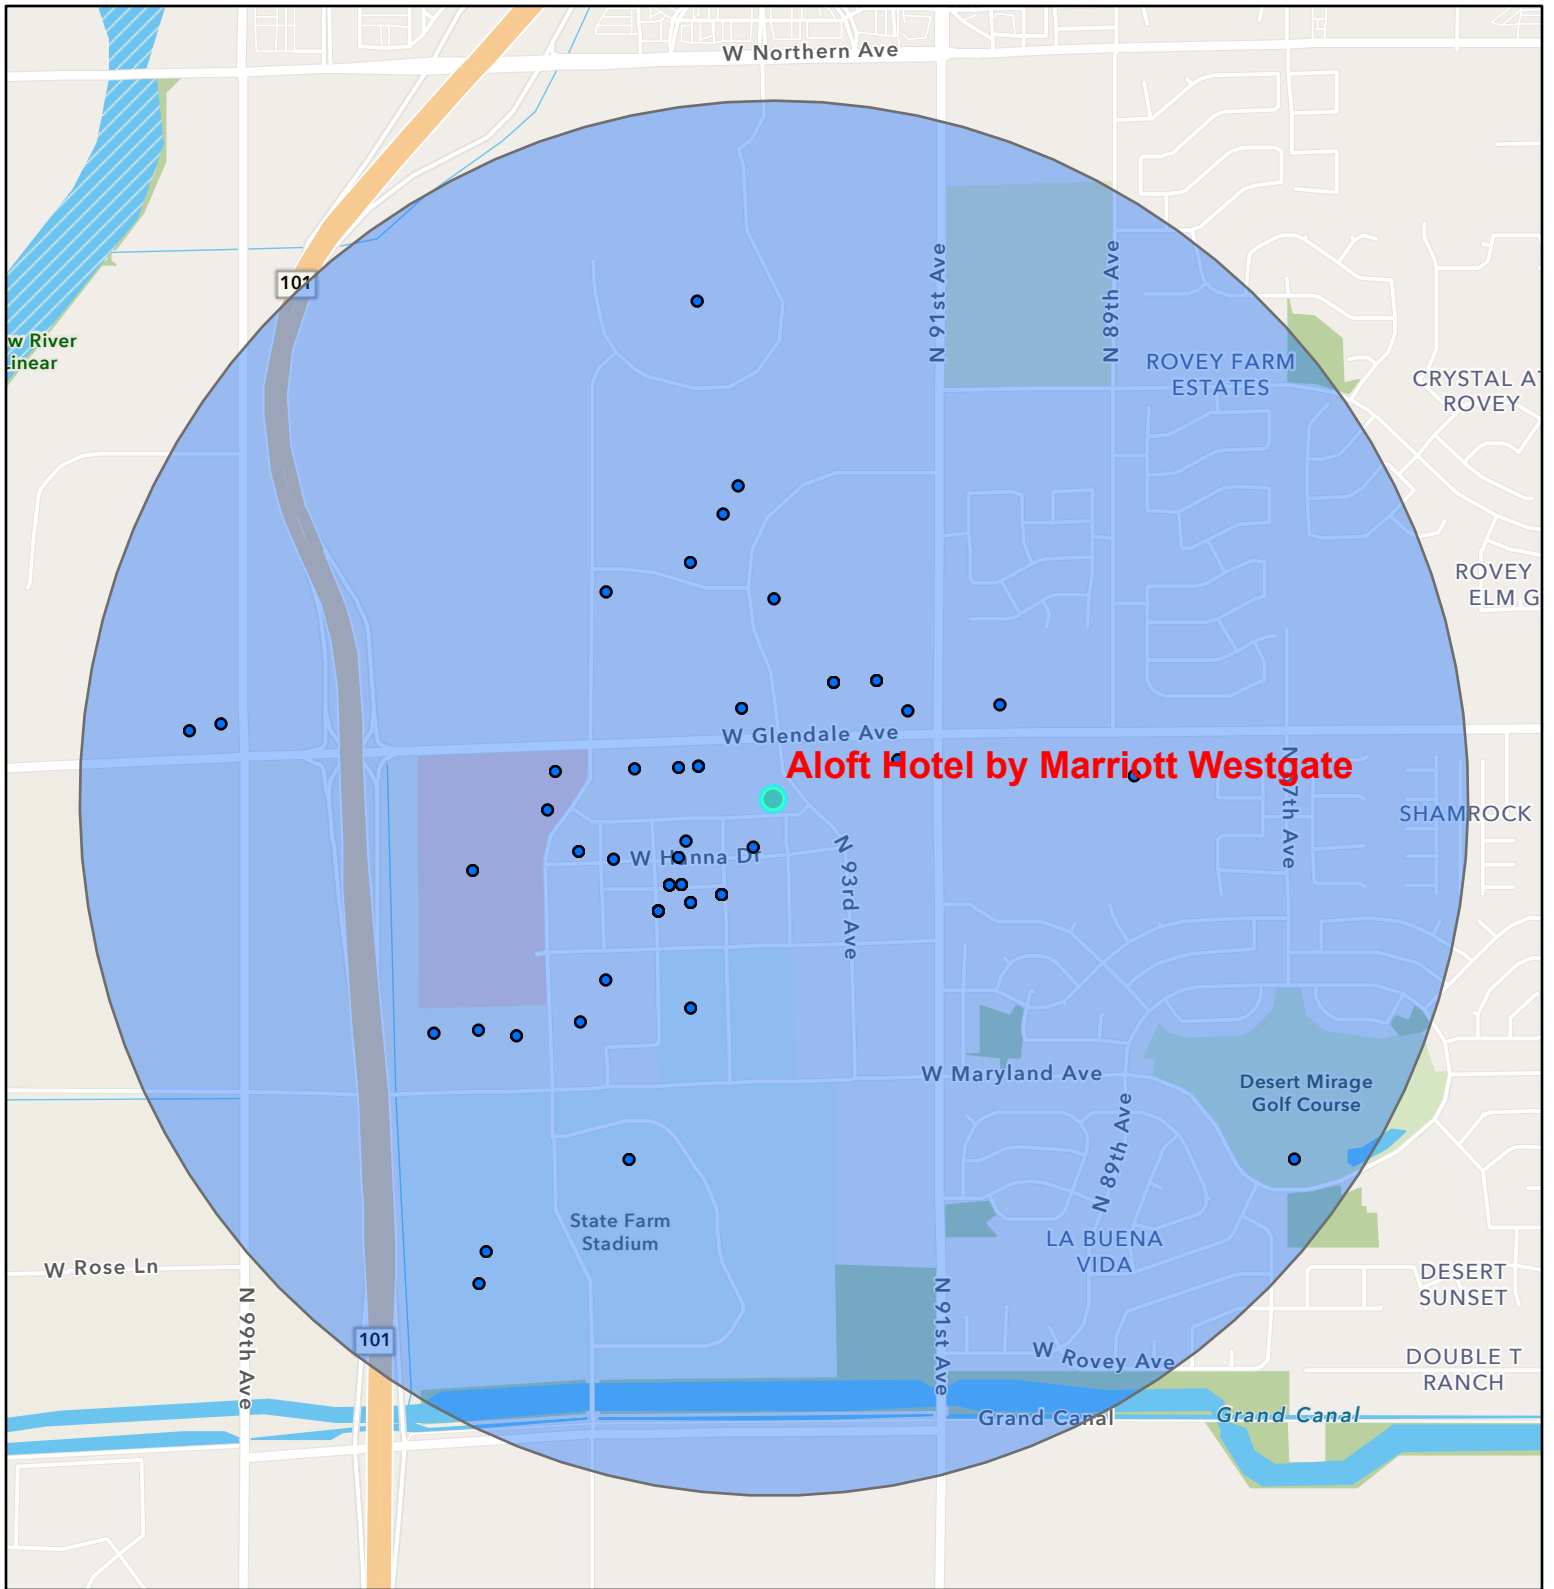 W Northern Ave
101
w River
Linear
N 91st Ave
N 89th Ave
ROVEY FARM
ESTATES
CRYSTAL AT
ROVEY
ROVEY
ELM G
W Glendale Ave
Aloft Hotel by Marriott Westgate
N 87th Ave
SHAMROCK
W Hanna Dr
N 93rd Ave
W Maryland Ave
Desert Mirage
Golf Course
N 89th Ave
State Farm
Stadium
LA BUENA
VIDA
W Rose Ln
DESERT
SUNSET
N 99th Ave
N 91st Ave
101
W Rovey Ave
DOUBLE T
RANCH
Grand Canal
Grand Canal